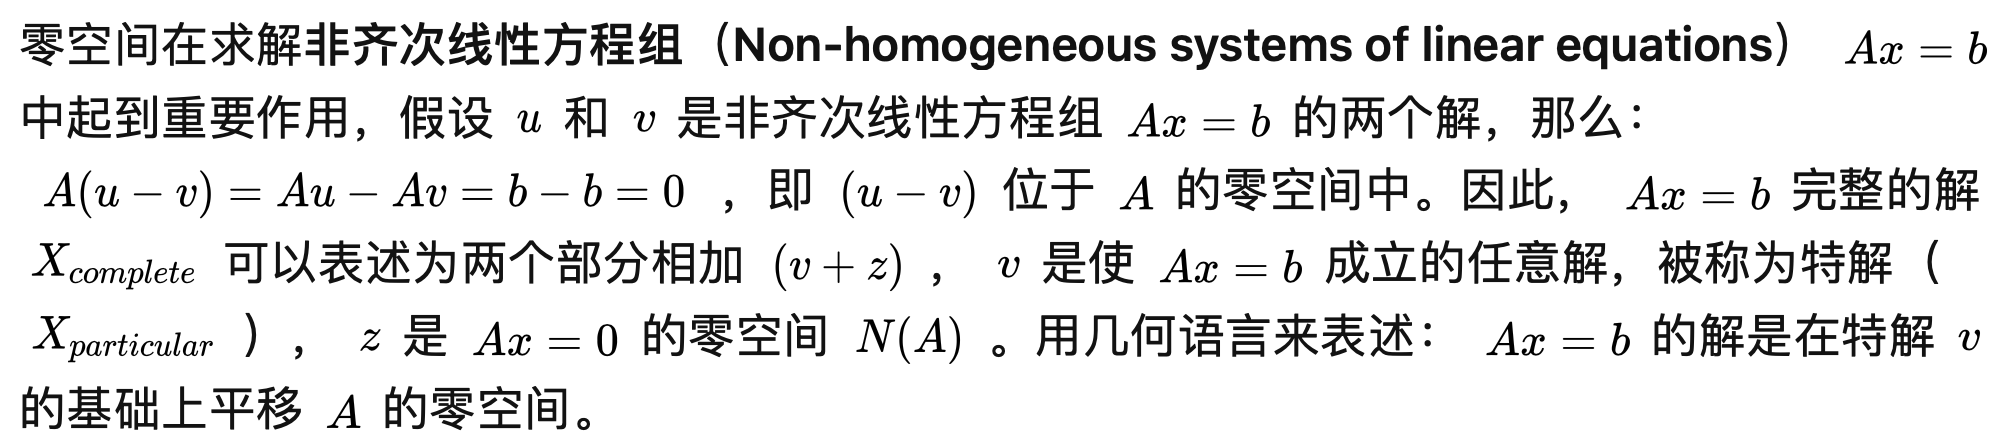 零空间在求解非齐次线性方程组（Non-homogeneous systems of linear equations） Ax = b
中起到重要作用，假设 u 和 v 是非齐次线性方程组 Ax = b 的两个解，那么：
A(u − v) = Au − Av = b − b = 0 ，即 (u − v) 位于 A 的零空间中。因此， Ax = b 完整的解
X_{complete} 可以表述为两个部分相加 (v + z) ， v 是使 Ax = b 成立的任意解，被称为特解（
X_{particular} ）， z 是 Ax = 0 的零空间 N(A) 。用几何语言来表述： Ax = b 的解是在特解 v
的基础上平移 A 的零空间。